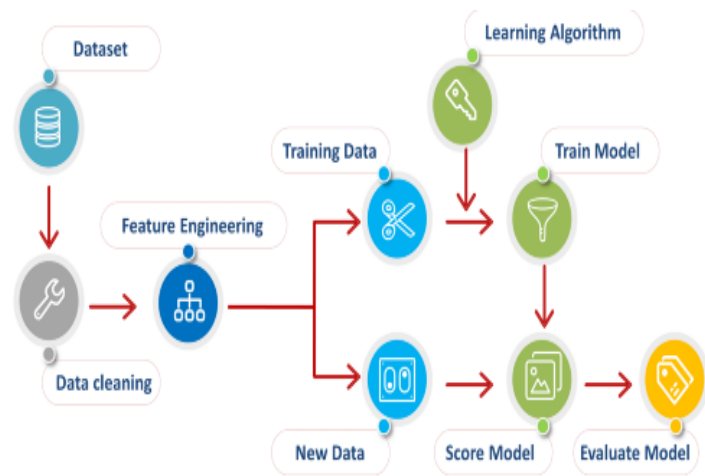 Dataset
Learning Algorithm
Training Data
Train Model
Feature Engineering
Data cleaning
New Data
Score Model
Evaluate Model